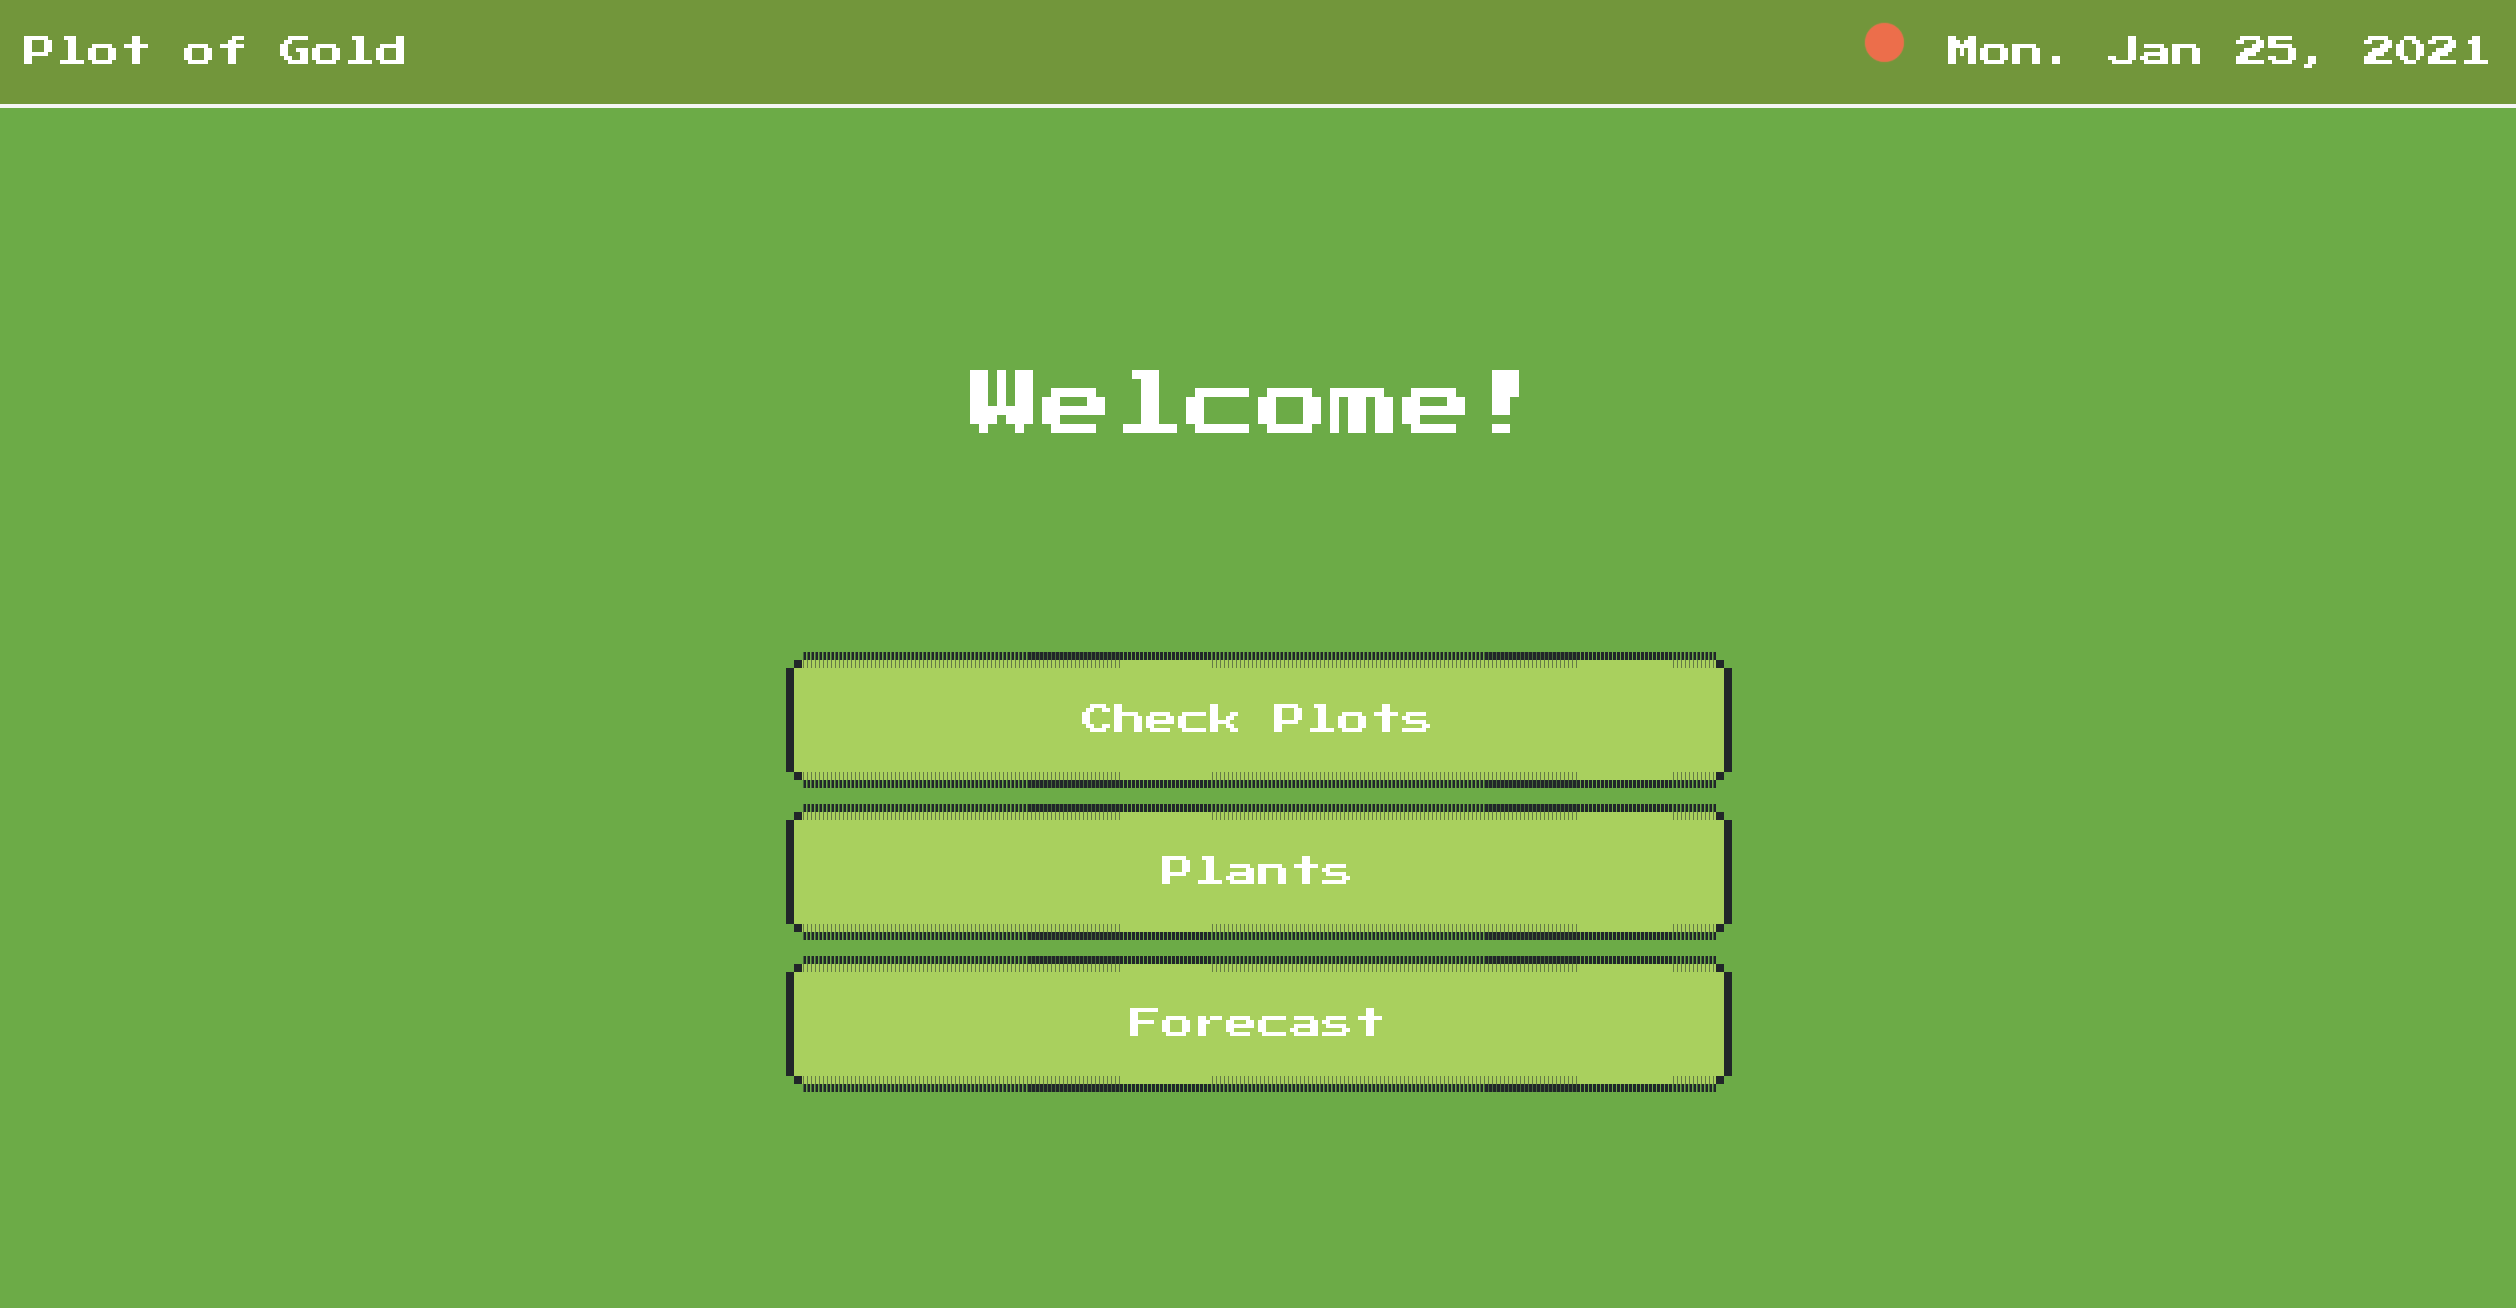 Plot of Gold
Mon. Jan 25, 2021
Welcome!
Check Plots
Plants
Forecast